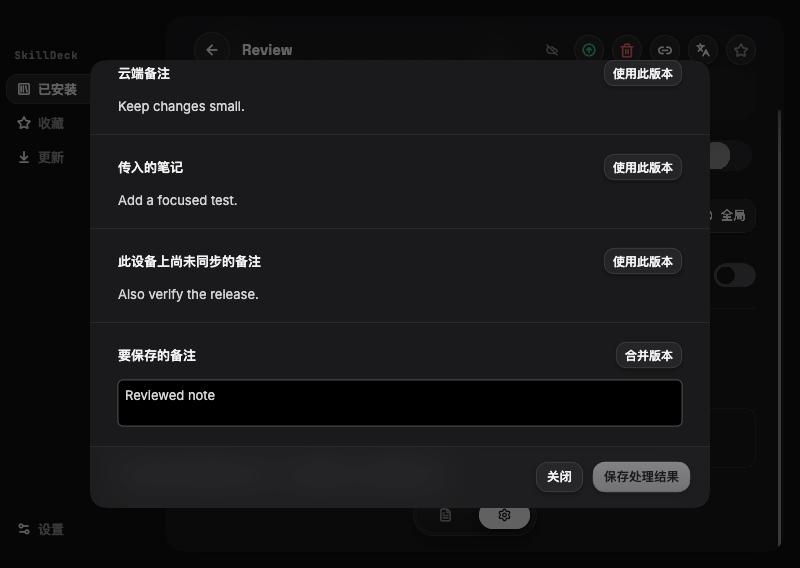 SkillDeck
Review
已安装
收藏
更新
云端备注
使用此版本
Keep changes small.
传入的笔记
使用此版本
Add a focused test.
全局
此设备上尚未同步的备注
使用此版本
Also verify the release.
要保存的备注
合并版本
Reviewed note
关闭
保存处理结果
设置